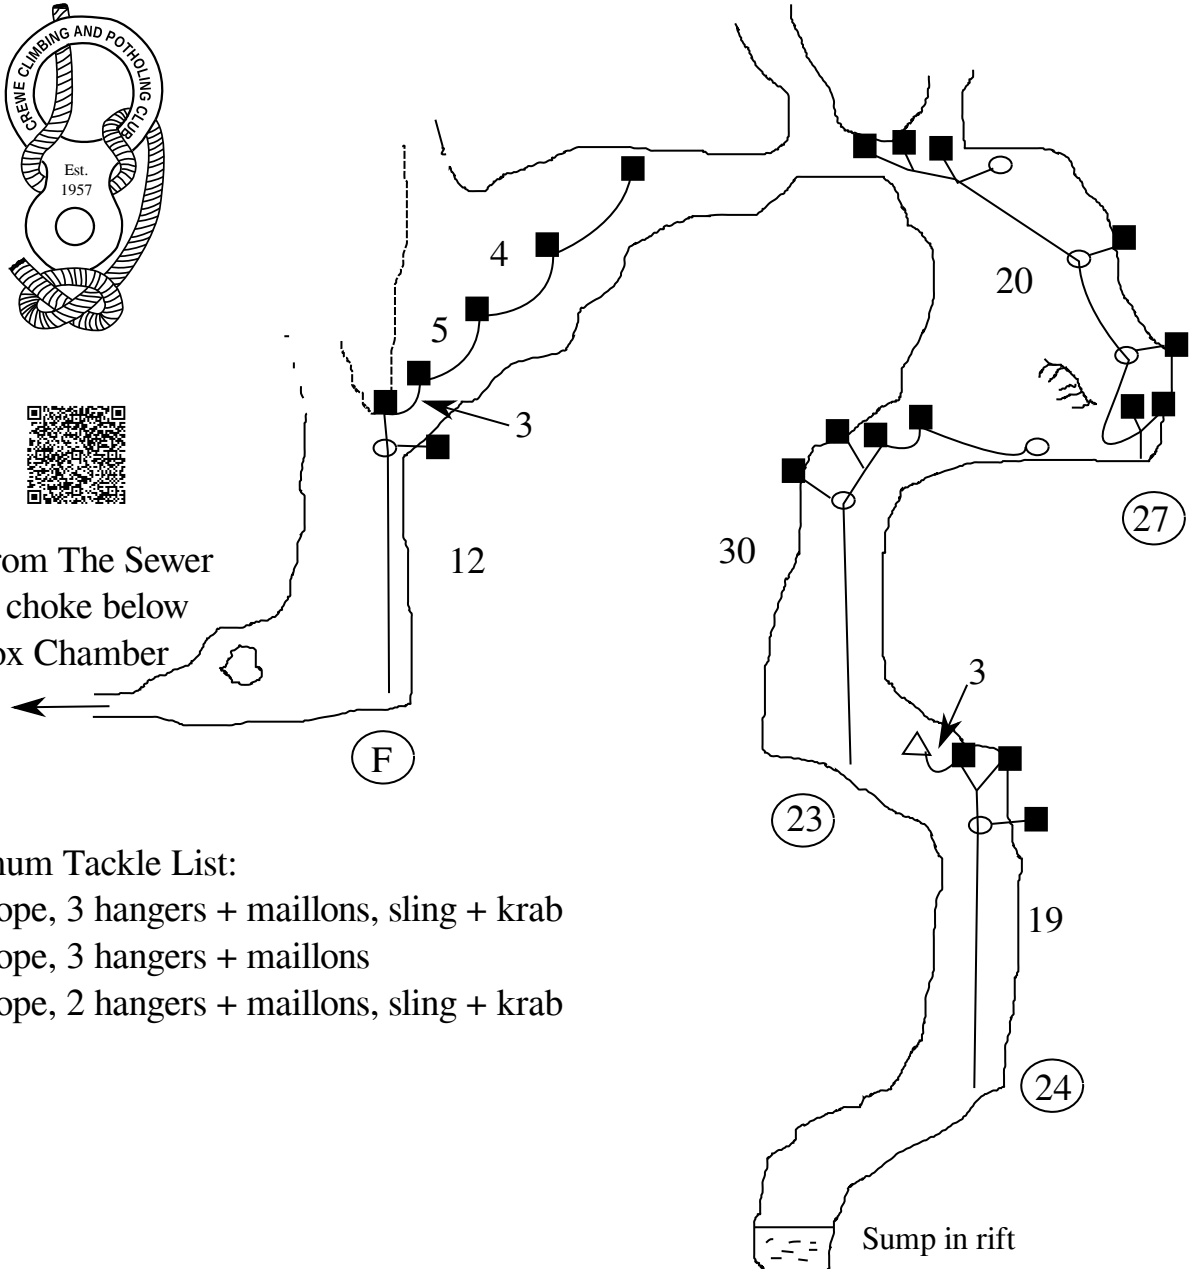 CREWE CLIMBING AND POTHOLING CLUB
Est.
1957
4
20
5
3
27
12
30
rom The Sewer
choke below
ox Chamber
3
F
23
num Tackle List:
ope, 3 hangers + maillons, sling + krab
19
ope, 3 hangers + maillons
ope, 2 hangers + maillons, sling + krab
24
Sump in rift